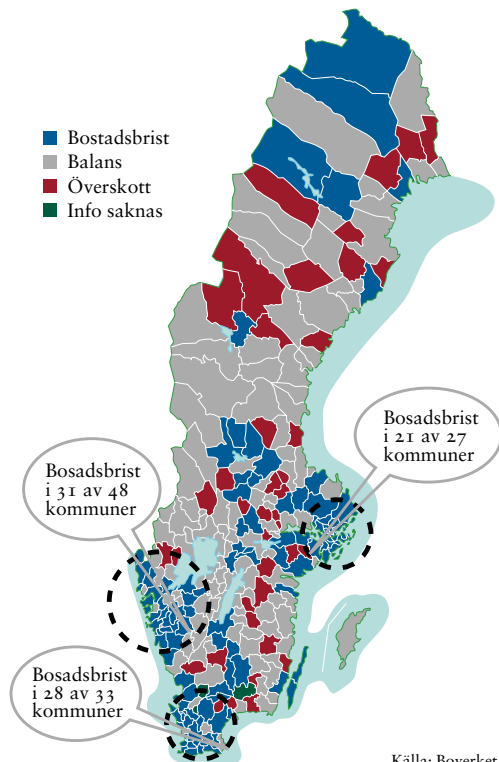 Bostadsbrist
Balans
Överskott
Info saknas
Bosadsbrist
i 21 av 27
kommuner
Bosadsbrist
i 31 av 48
kommuner
Bosadsbrist
i 28 av 33
kommuner
Källa: Boverket